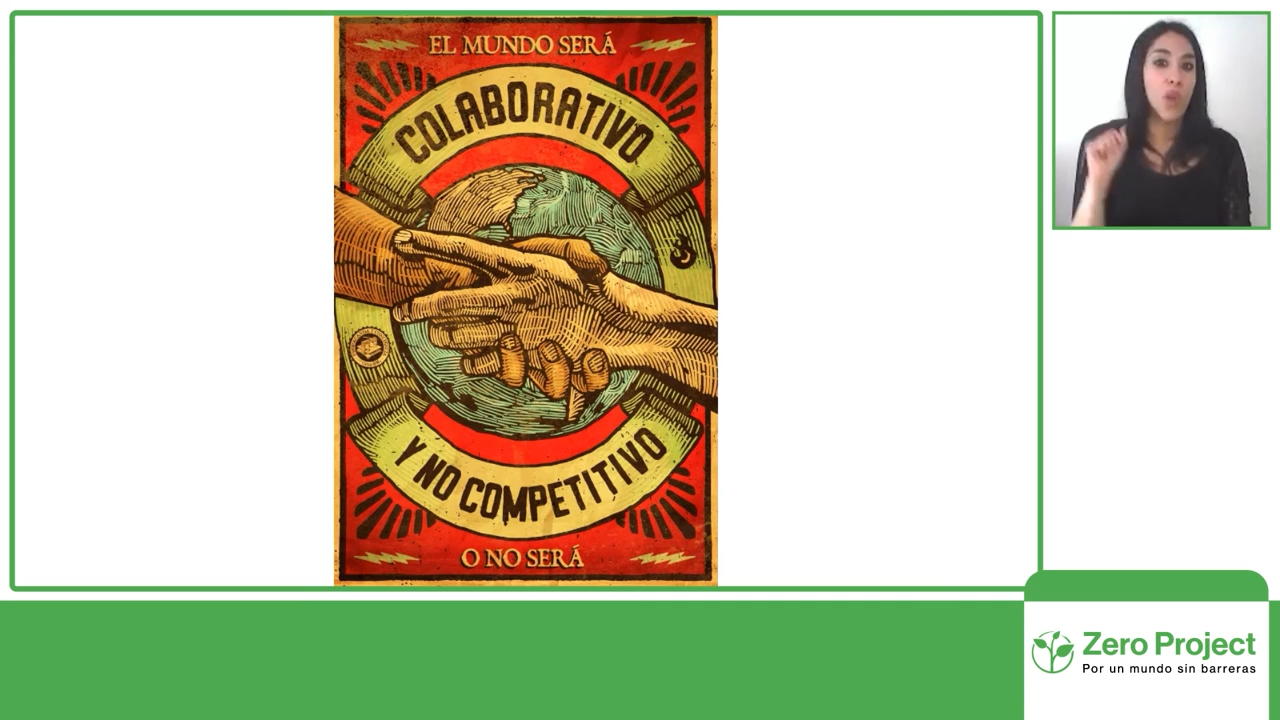 EL MUNDO SERÁ
COLABORATIVO
Y NO COMPETITIVO
O NO SERÁ
Zero Project
Por un mundo sin barreras